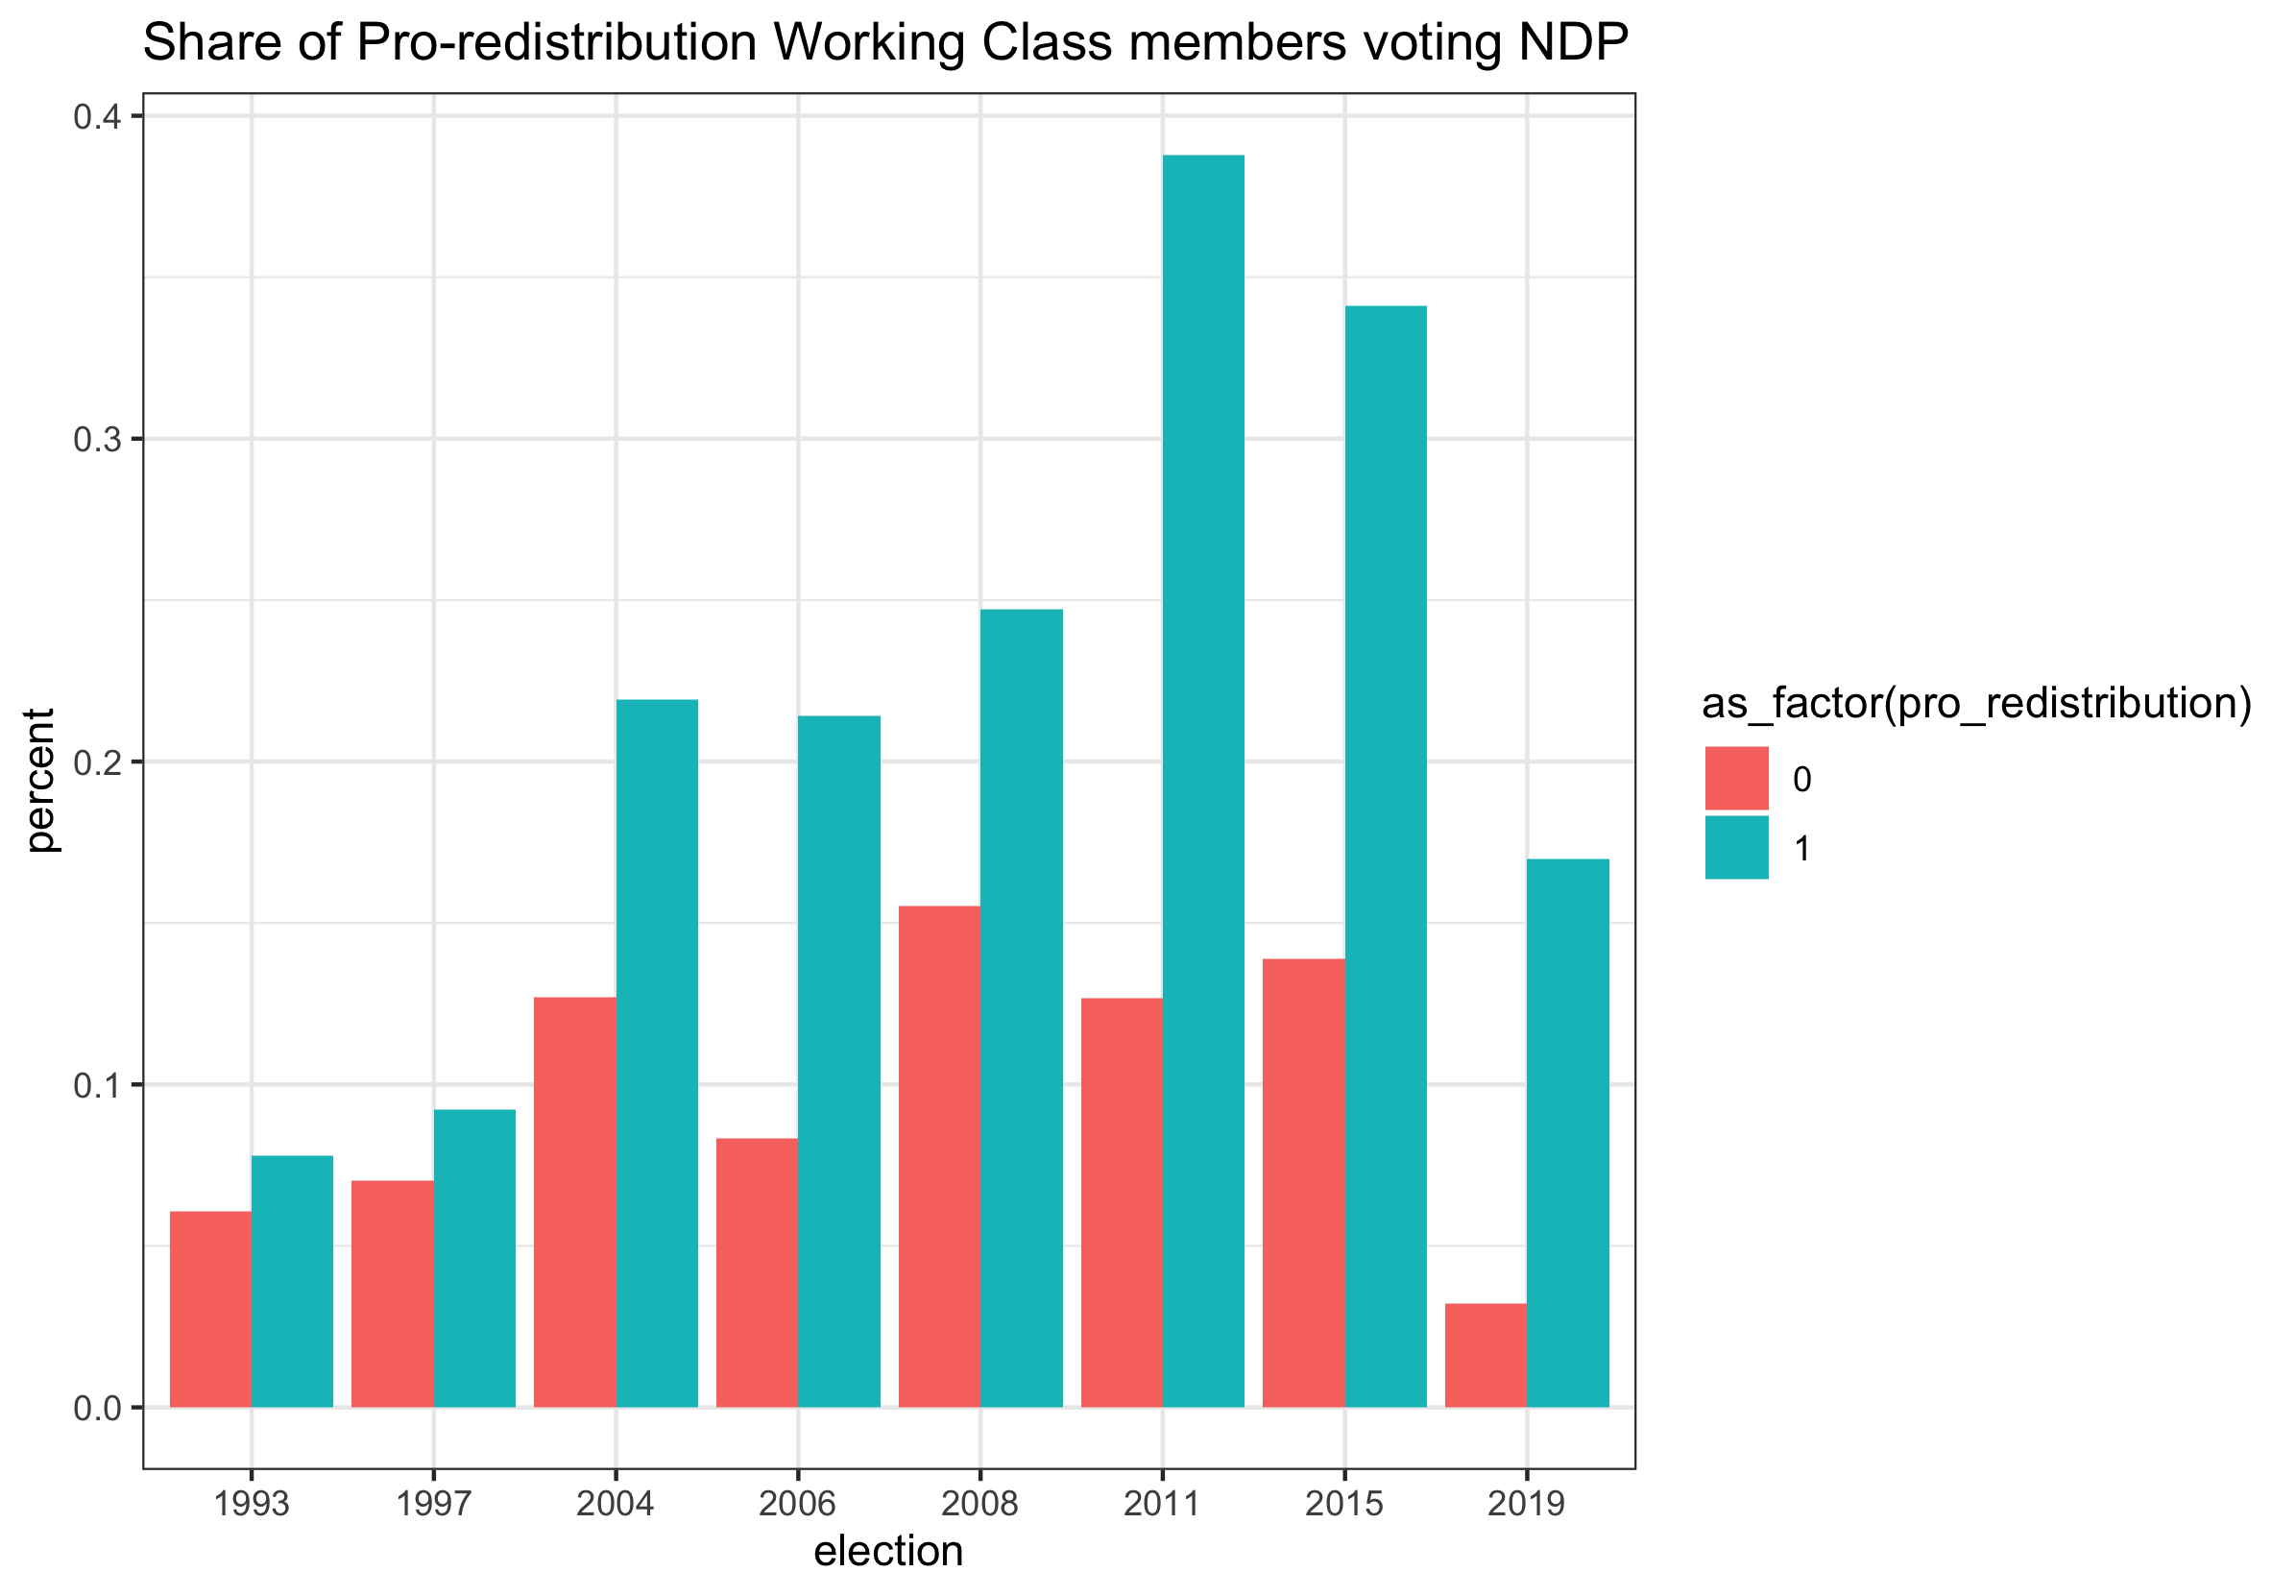 Share of Pro-redistribution Working Class members voting NDP
0.4
0.3
0.2
0.1
0.0
percent
1993 1997 2004 2006 2008 2011 2015 2019
election
as_factor(pro_redistribution)
0
1